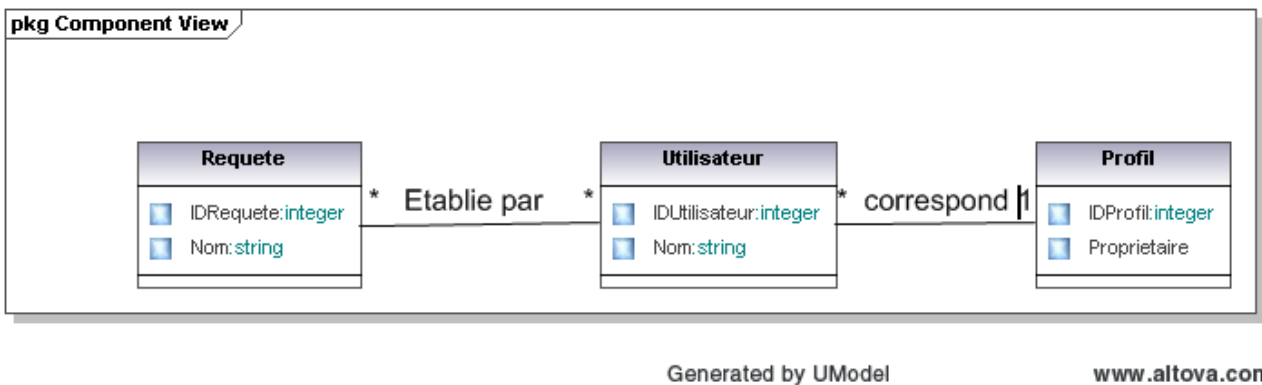 pkg Component View
Requete
IDRequete:integer
Nom:string
* Etablie par *
Utilisateur
IDUtilisateur:integer
Nom:string
* correspond 1
Profil
IDProfil:integer
Proprietaire
Generated by UModel
www.altova.com